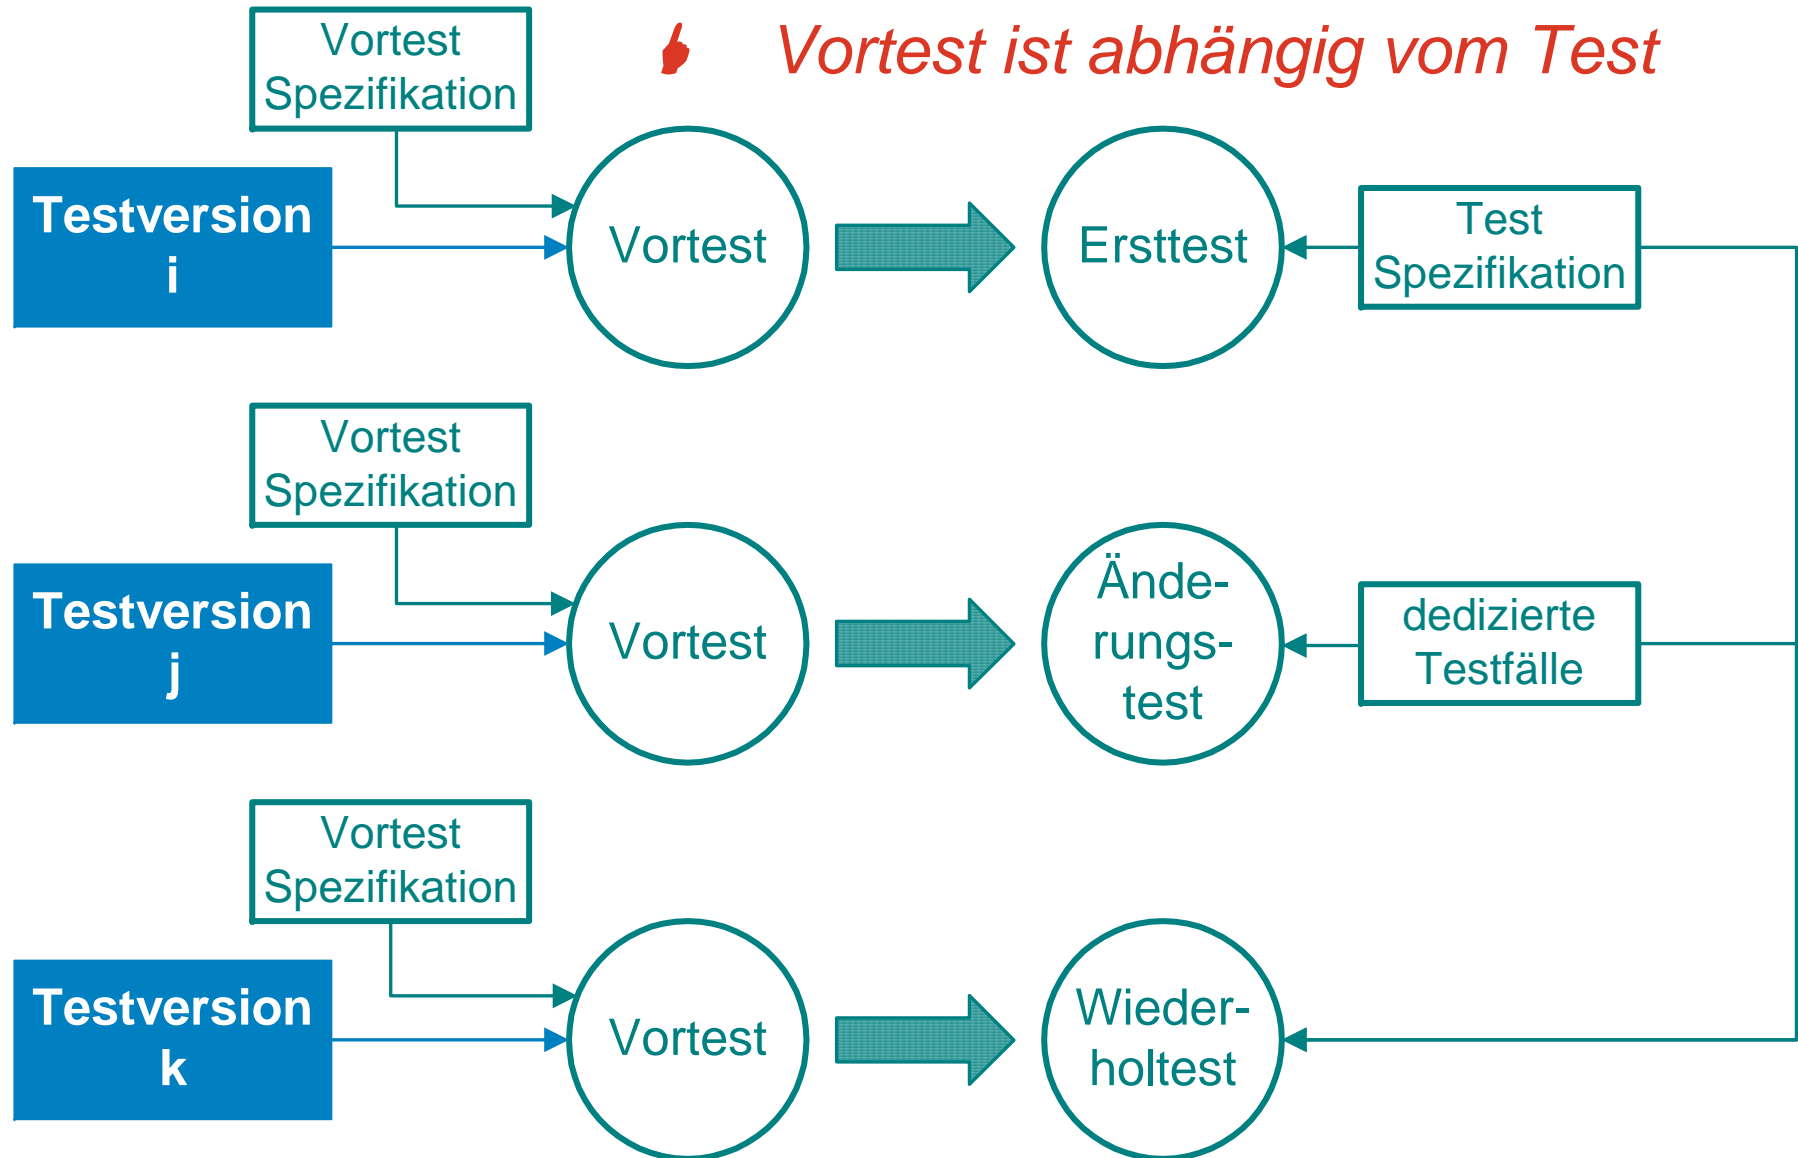 Vortest
Spezifikation
Vortest ist abhängig vom Test
Testversion
i
Vortest
Ersttest
Test
Spezifikation
Vortest
Spezifikation
Testversion
j
Vortest
Ände-
rungs-
test
dedizierte
Testfälle
Vortest
Spezifikation
Testversion
k
Vortest
Wieder-
holtest